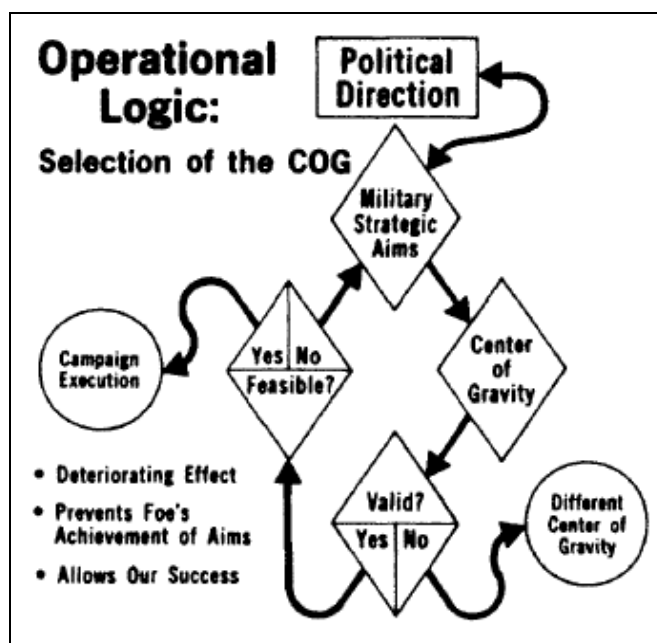 Operational
Logic:
Selection of the COG
Political
Direction
Military
Strategic
Aims
Center
of
Gravity
Valid?
Yes No
Different
Center of
Gravity
Yes No
Feasible?
Campaign
Execution
• Deteriorating Effect
• Prevents Foe's
Achievement of Aims
• Allows Our Success